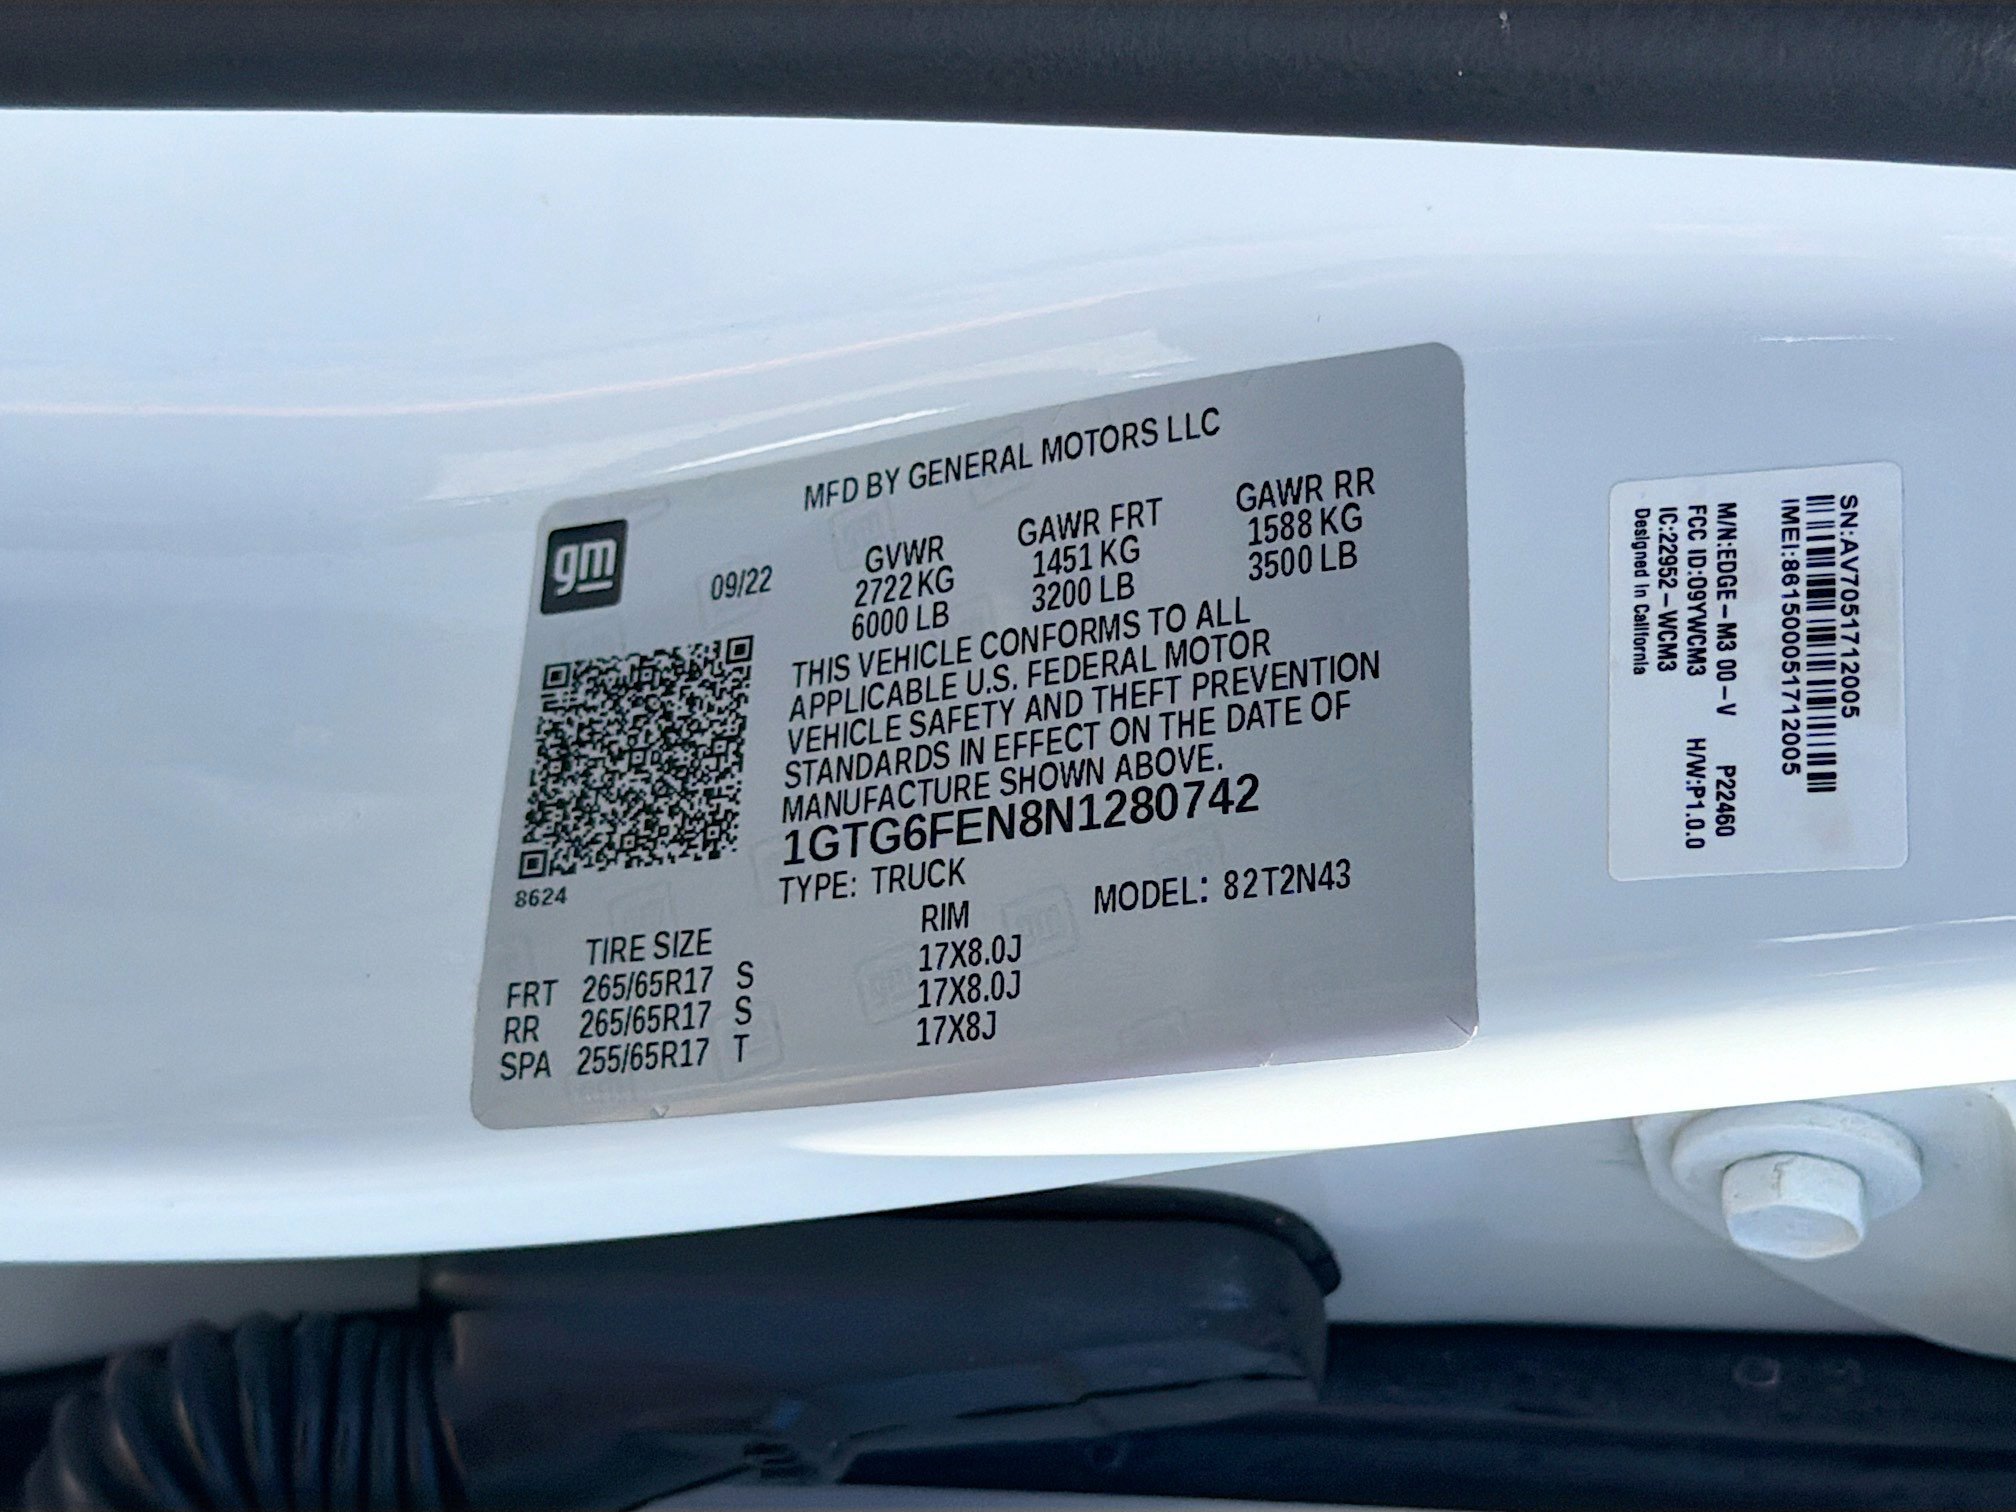 MFD BY GENERAL MOTORS LLC
gm
09/22
GVWR GAWR FRT GAWR RR
2722 KG 1451 KG 1588 KG
6000 LB 3200 LB 3500 LB
THIS VEHICLE CONFORMS TO ALL
APPLICABLE U.S. FEDERAL MOTOR
VEHICLE SAFETY AND THEFT PREVENTION
STANDARDS IN EFFECT ON THE DATE OF
MANUFACTURE SHOWN ABOVE.
1GTG6FEN8N1280742
8624
TYPE: TRUCK MODEL: 82T2N43
TIRE SIZE RIM
FRT 265/65R17 S 17X8.0J
RR 265/65R17 S 17X8.0J
SPA 255/65R17 T 17X8J
SN:AV7051712005
IMEI:861500051712005
M/N:EDGE-M3 00-V P22460
FCC ID:O9YWCM3 H/W:P1.0.0
IC:22952-WCM3
Designed in California